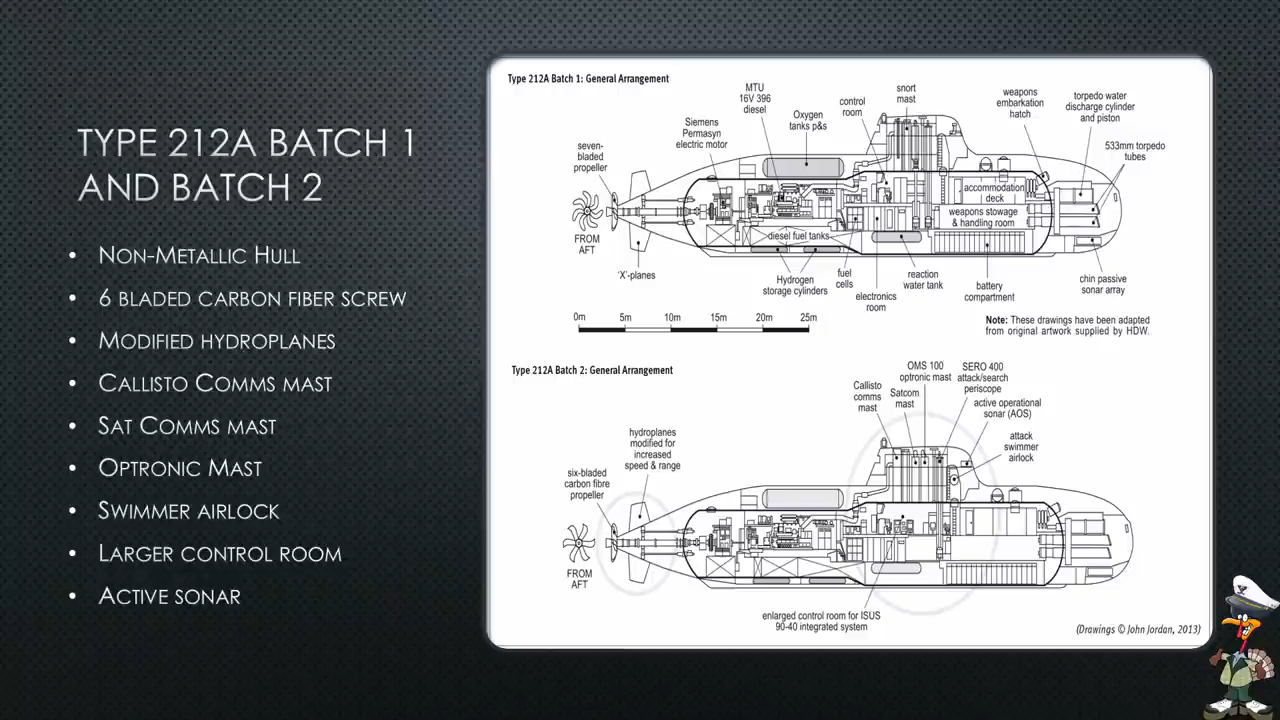 TYPE 212A BATCH 1
AND BATCH 2
• NON-METALLIC HULL
• 6 BLADED CARBON FIBER SCREW
• MODIFIED HYDROPLANES
• CALLISTO COMMS MAST
• SAT COMMS MAST
• OPTRONIC MAST
• SWIMMER AIRLOCK
• LARGER CONTROL ROOM
• ACTIVE SONAR
Type 212A Batch 1: General Arrangement
seven-
bladed
propeller
Siemens
Permasyn
electric motor
MTU
16V 396
diesel
Oxygen
tanks p&s
control
room
snort
mast
weapons
embarkation
hatch
torpedo water
discharge cylinder
and piston
533mm torpedo
tubes
accommodation
deck
weapons stowage
& handling room
diesel fuel tanks
FROM
AFT
'X'-planes
Hydrogen
storage cylinders
fuel
cells
electronics
room
reaction
water tank
battery
compartment
chin passive
sonar array
0m 5m 10m 15m 20m 25m
Note: These drawings have been adapted
from original artwork supplied by HDW.
Type 212A Batch 2: General Arrangement
six-bladed
carbon fibre
propeller
hydroplanes
modified for
increased
speed & range
Callisto
comms
mast
Satcom
mast
OMS 100
optronic mast
SERO 400
attack/search
periscope
active operational
sonar (AOS)
attack
swimmer
airlock
FROM
AFT
enlarged control room for ISUS
90-40 integrated system
(Drawings © John Jordan, 2013)